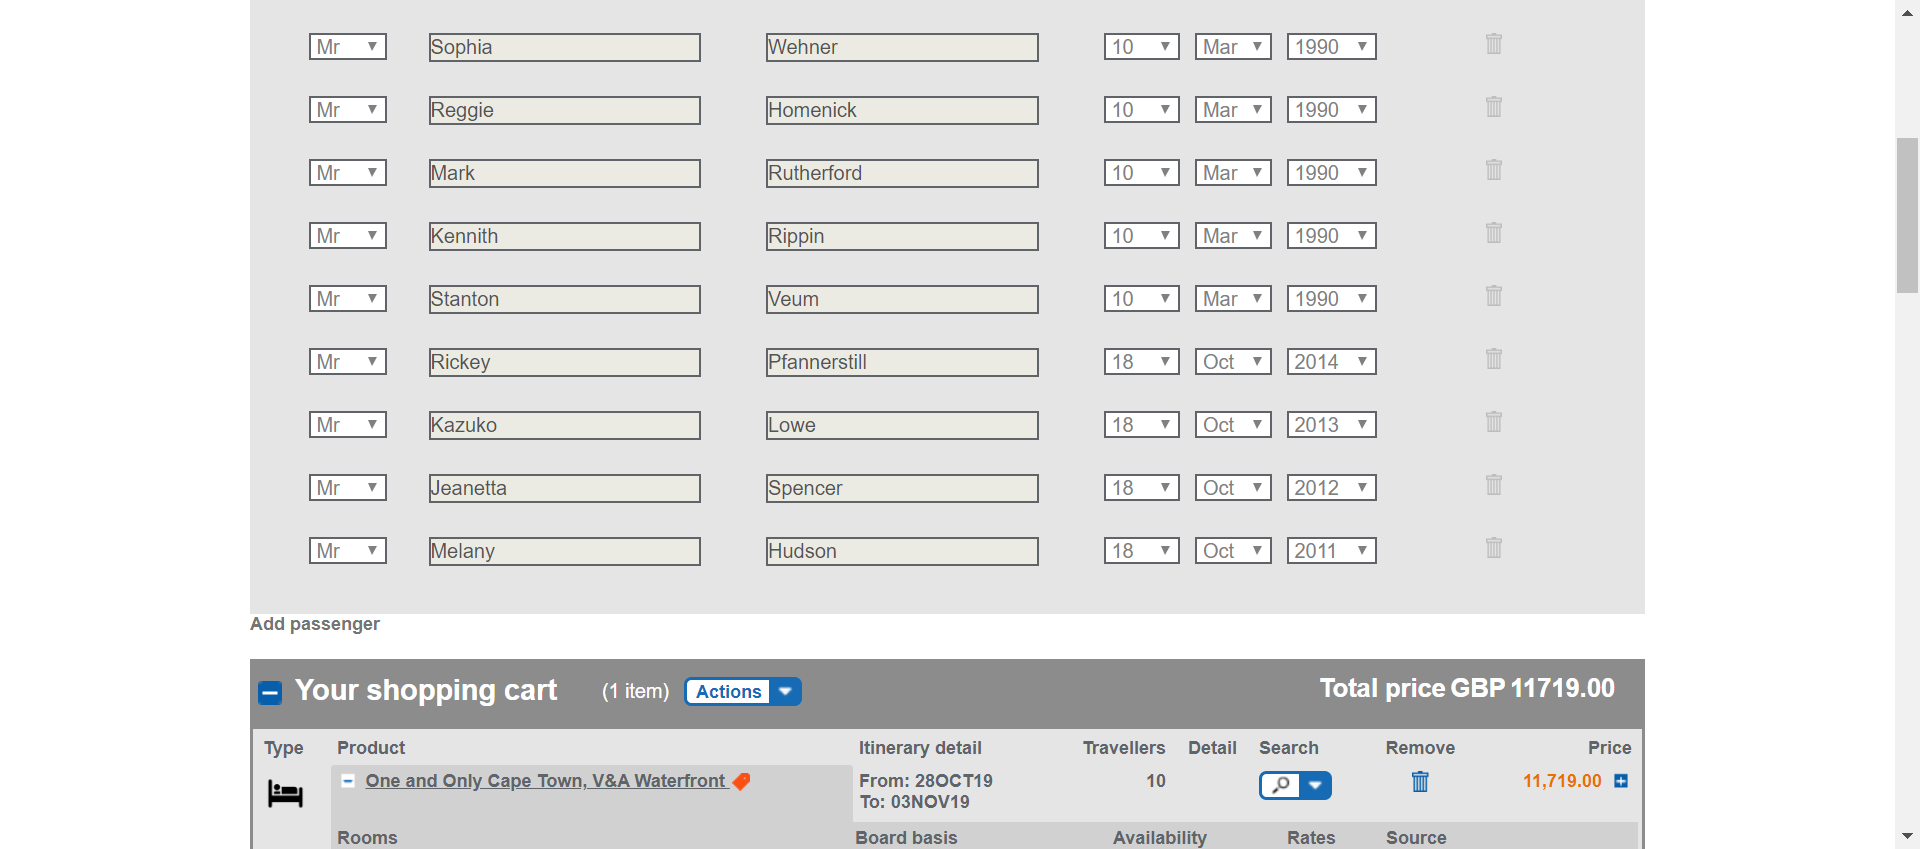 Mr Sophia Wehner 10 Mar 1990
Mr Reggie Homenick 10 Mar 1990
Mr Mark Rutherford 10 Mar 1990
Mr Kennith Rippin 10 Mar 1990
Mr Stanton Veum 10 Mar 1990
Mr Rickey Pfannerstill 18 Oct 2014
Mr Kazuko Lowe 18 Oct 2013
Mr Jeanetta Spencer 18 Oct 2012
Mr Melany Hudson 18 Oct 2011
Add passenger
Your shopping cart (1 item) Actions Total price GBP 11719.00
Type Product Itinerary detail Travellers Detail Search Remove Price
One and Only Cape Town, V&A Waterfront From: 28OCT19 10 11,719.00
To: 03NOV19
Rooms Board basis Availability Rates Source